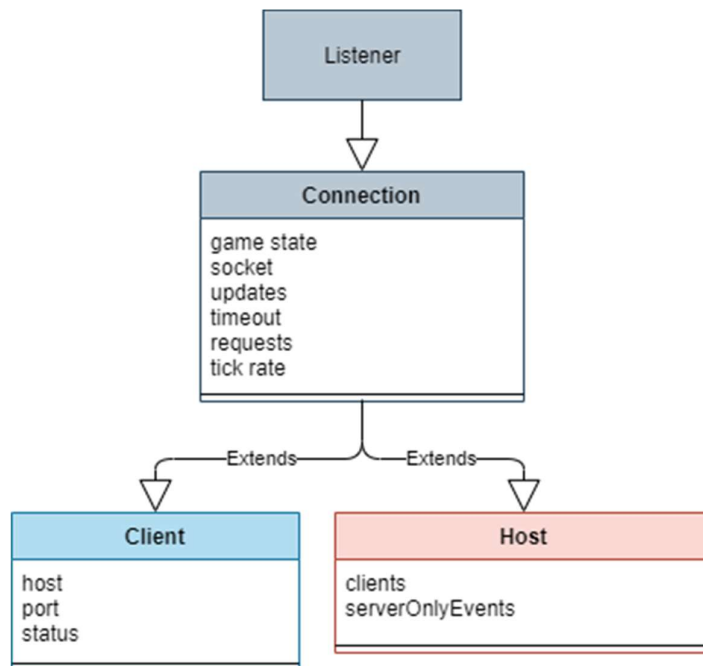 Listener
Connection
game state
socket
updates
timeout
requests
tick rate
Extends
Extends
Client
host
port
status
Host
clients
serverOnlyEvents